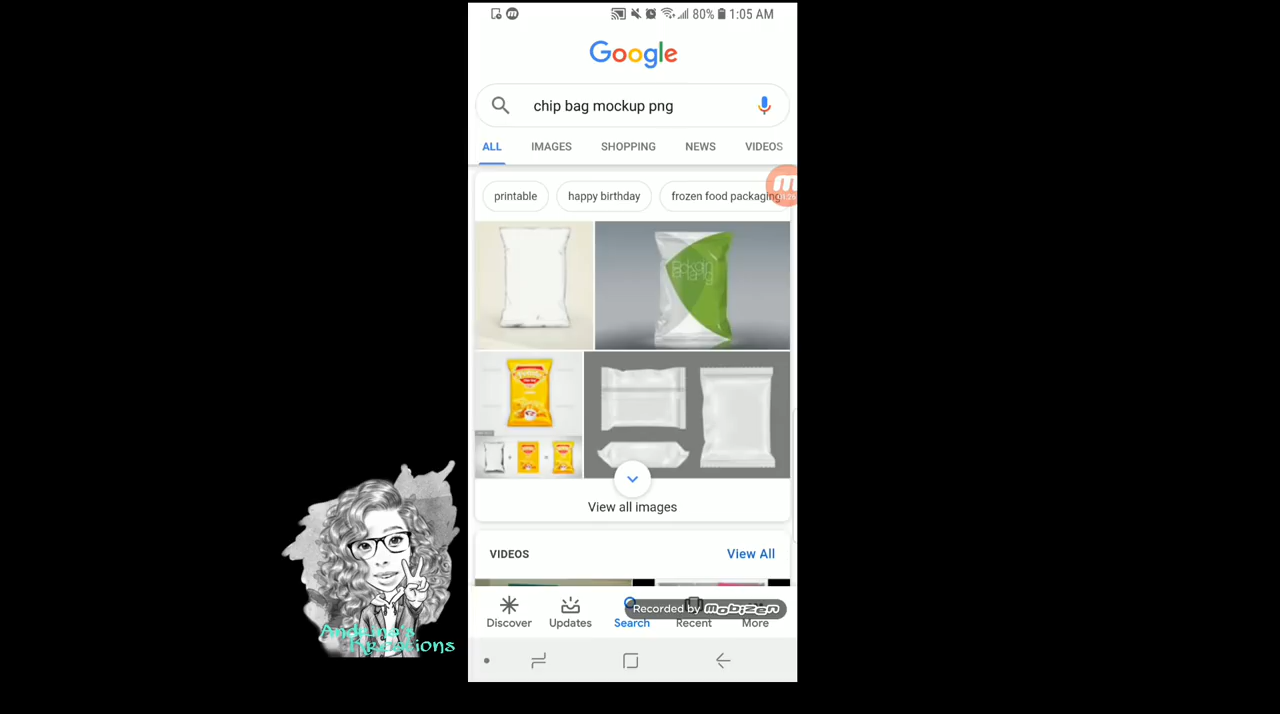 80% 1:05 AM
Google
chip bag mockup png
ALL IMAGES SHOPPING NEWS VIDEOS
printable happy birthday frozen food packaging
View all images
VIDEOS View All
Recorded by mobizen
Discover Updates Search Recent More
Kreations